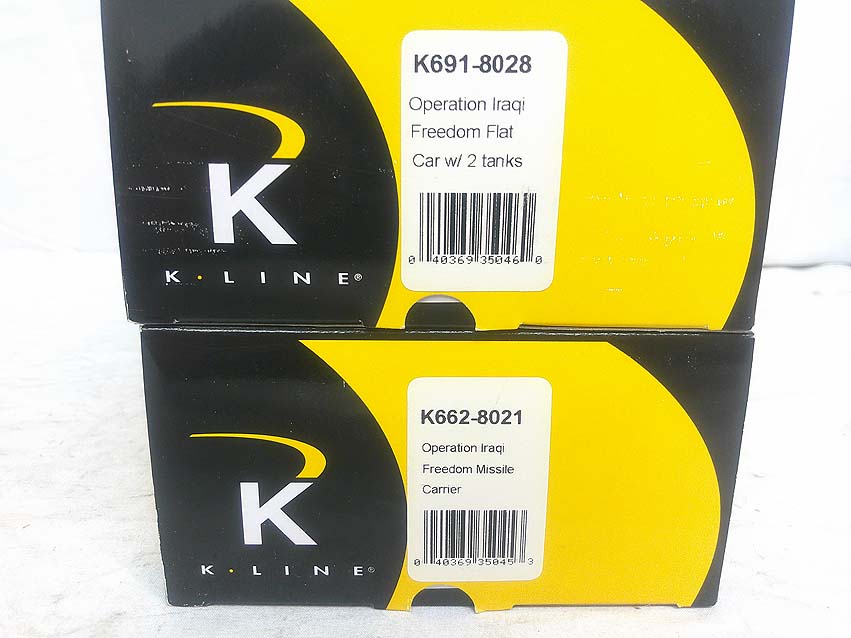 K691-8028
Operation Iraqi
Freedom Flat
Car w/ 2 tanks
0 40369 35046 0
K
K·LINE®
K662-8021
Operation Iraqi
Freedom Missile
Carrier
0 40369 35045 3
K
K·LINE®